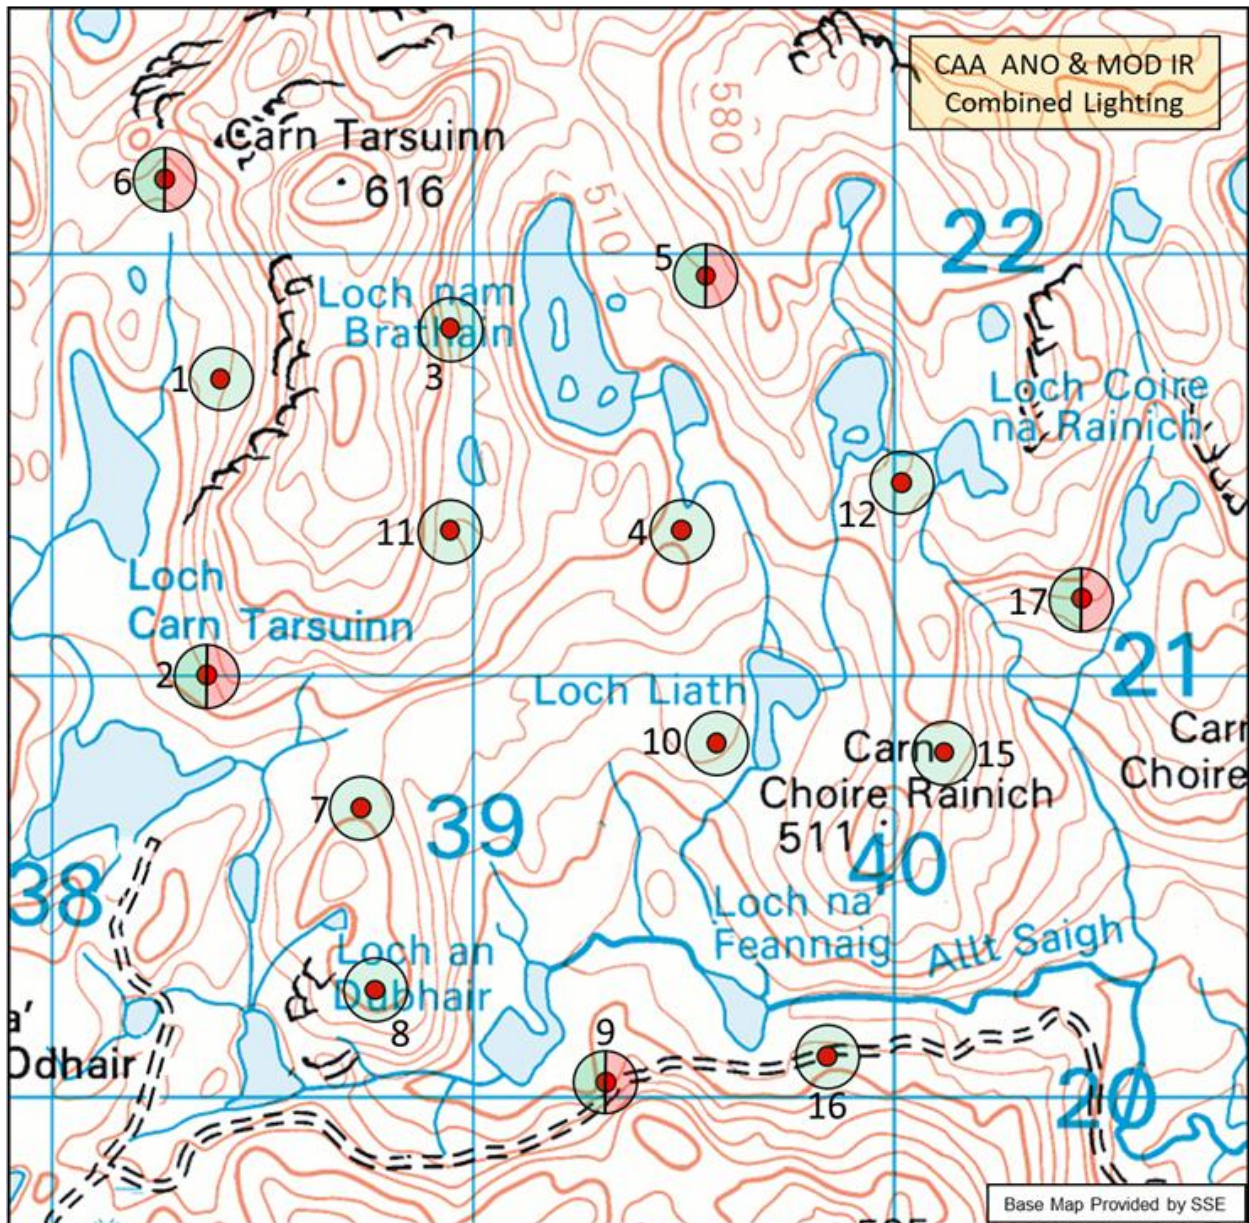 CAA ANO & MOD IR
Combined Lighting
580
Carn Tarsuinn
616
6
510
22
5
Loch nam
Brathain
3
1
Loch Coire
na Rainich
12
11
4
Loch
Carn Tarsuinn
17
21
2
Loch Liath
10
Carn
Choire Rainich
511
15
Carr
Choire
7
39
40
38
Loch na
Feannaig
Allt Saigh
Loch an
Dubhair
8
a'
Odhair
9
16
20
Base Map Provided by SSE